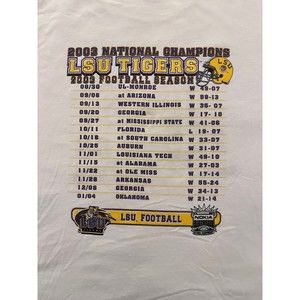 2003 NATIONAL CHAMPIONS
LSU TIGERS
2003 FOOTBALL SEASON
08/30 UL-MONROE W 49-07
09/06 at ARIZONA W 59-13
09/13 WESTERN ILLINOIS W 35-07
09/20 GEORGIA W 17-10
09/27 at MISSISSIPPI STATE W 41-06
10/11 FLORIDA L 19-07
10/18 at SOUTH CAROLINA W 33-07
10/25 AUBURN W 31-07
11/01 LOUISIANA TECH W 49-10
11/15 at ALABAMA W 27-03
11/22 at OLE MISS W 17-14
11/28 ARKANSAS W 55-24
12/06 GEORGIA W 34-13
01/04 OKLAHOMA W 21-14
LSU FOOTBALL
NOKIA